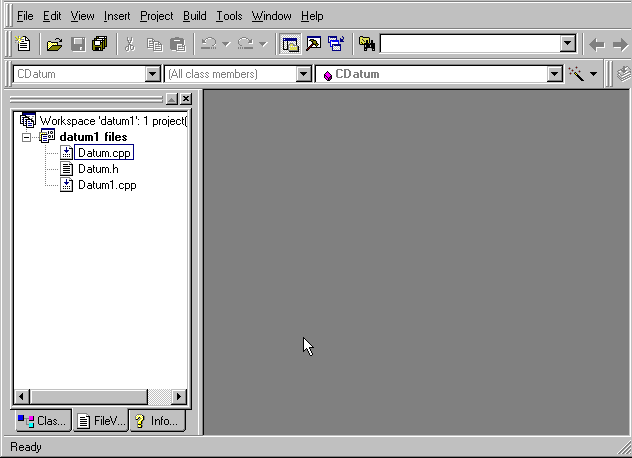 File Edit View Insert Project Build Tools Window Help
CDatum (All class members) CDatum
Workspace 'datum1': 1 project(
datum1 files
Datum.cpp
Datum.h
Datum1.cpp
Clas... FileV... Info...
Ready